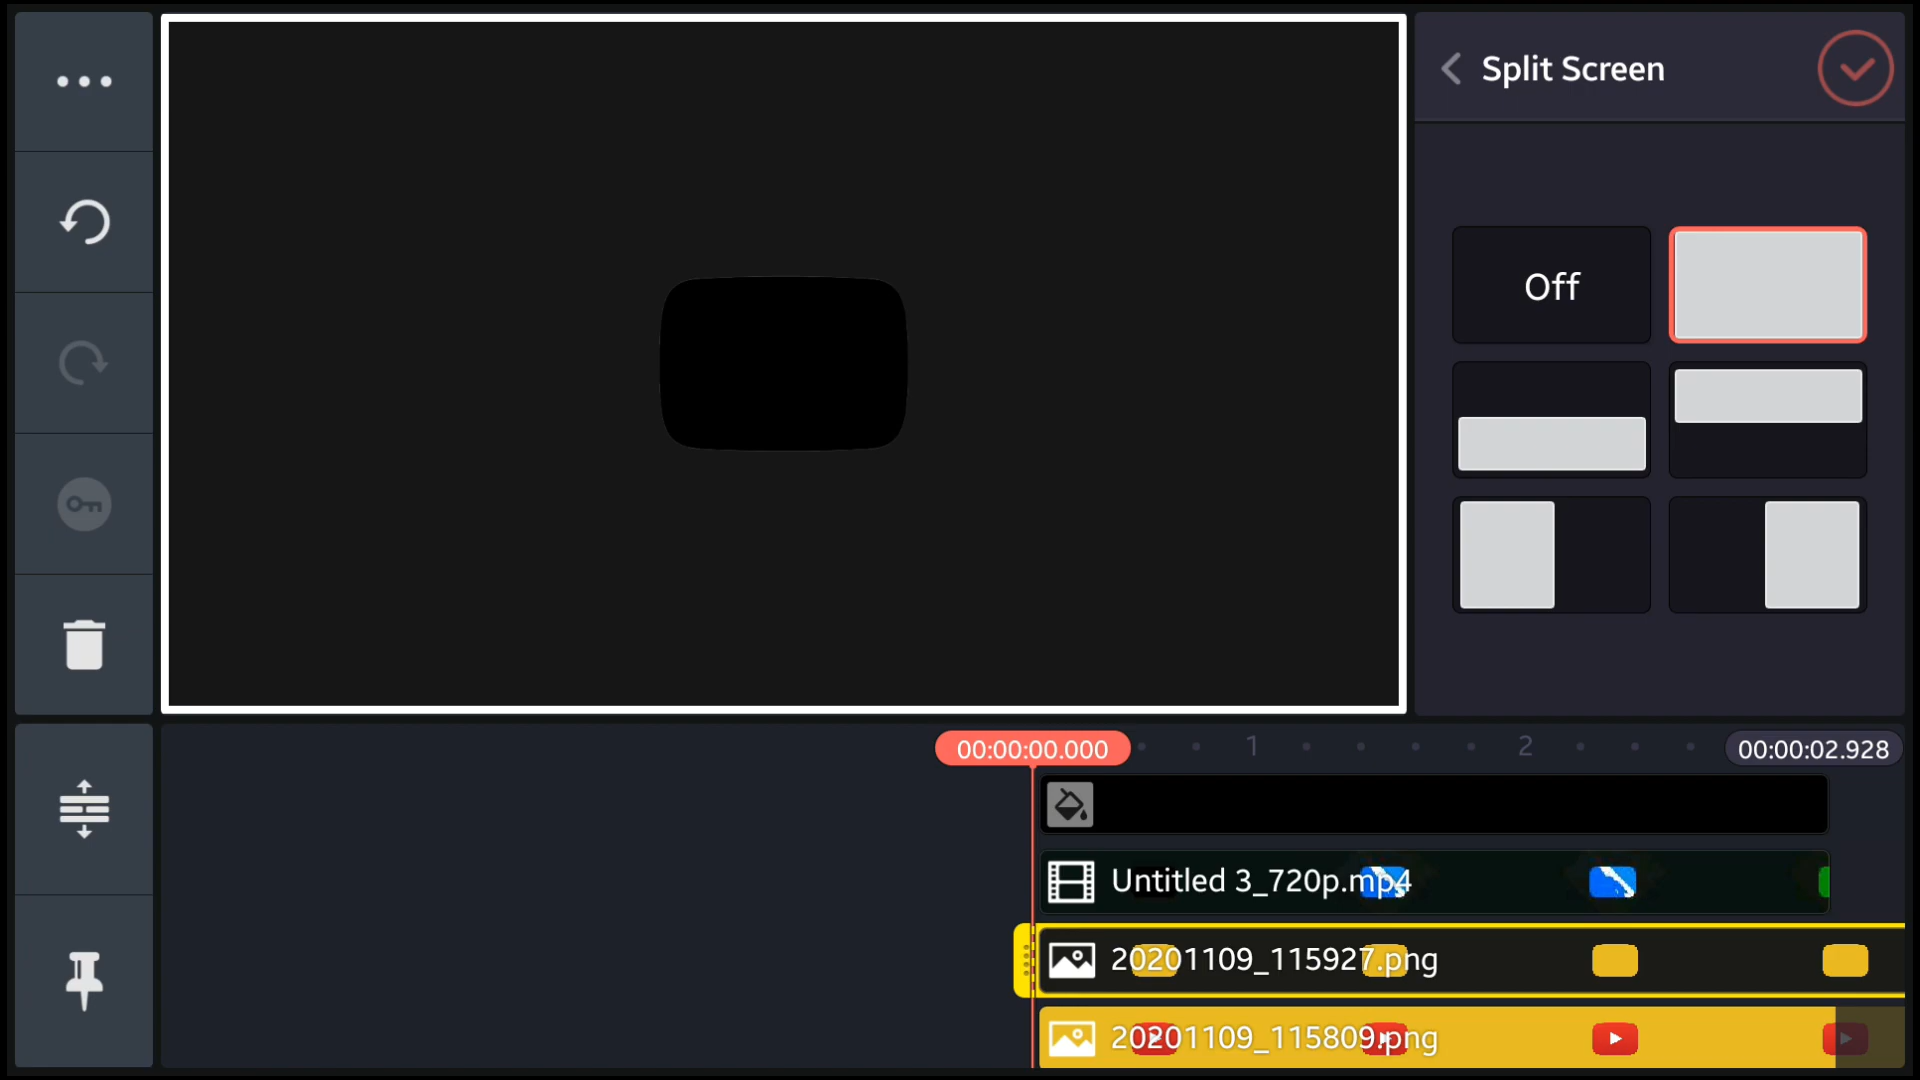 Split Screen
Off
00:00:00.000
1
2
00:00:02.928
Untitled 3_720p.mp4
20201109_115927.png
20201109_115809.png